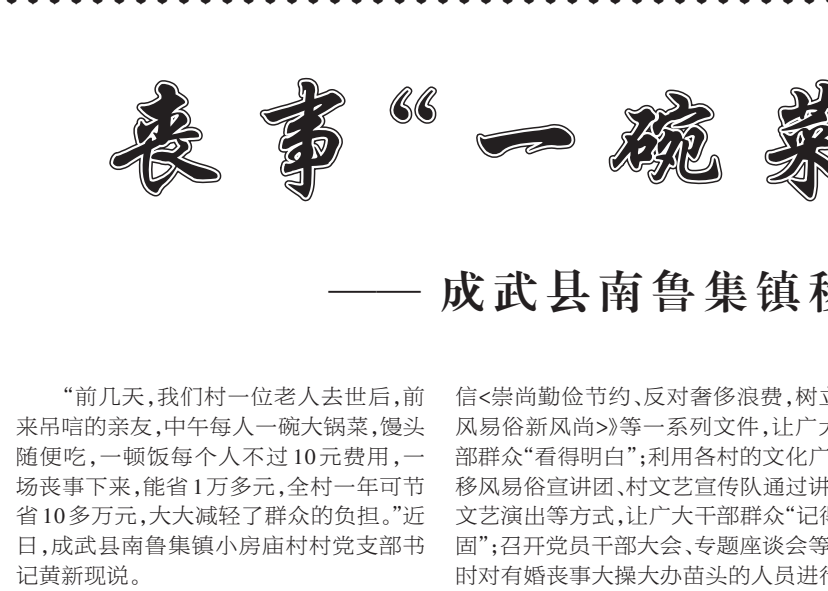 丧事“一碗菜
——成武县南鲁集镇移
“前几天,我们村一位老人去世后,前
来吊唁的亲友,中午每人一碗大锅菜,馒头
随便吃,一顿饭每个人不过10元费用,一
场丧事下来,能省1万多元,全村一年可节
省10多万元,大大减轻了群众的负担。”近
日,成武县南鲁集镇小房庙村村党支部书
记黄新现说。
信<崇尚勤俭节约、反对奢侈浪费,树立
风易俗新风尚>》等一系列文件,让广大
部群众“看得明白”;利用各村的文化广
移风易俗宣讲团、村文艺宣传队通过讲
文艺演出等方式,让广大干部群众“记得
固”;召开党员干部大会、专题座谈会等
时对有婚丧事大操大办苗头的人员进行